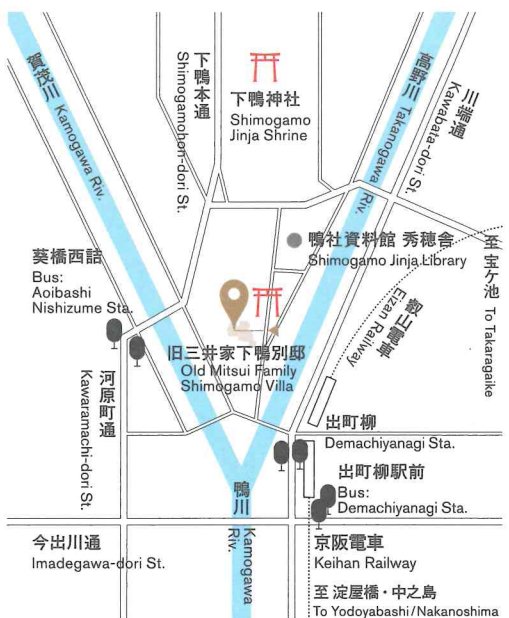 賀茂川 Kamogawa Riv.
下鴨本通
Shimogamohon-dori St.
下鴨神社
Shimogamo
Jinja Shrine
高野川 Takanogawa Riv.
川端通
Kawabata-dori St.
鴨社資料館 秀穂舎
Shimogamo Jinja Library
葵橋西詰
Bus:
Aoibashi
Nishizume Sta.
叡山電車
Eizan Railway
至 宝ケ池 To Takaragaike
旧三井家下鴨別邸
Old Mitsui Family
Shimogamo Villa
河原町通
Kawaramachi-dori St.
出町柳
Demachiyanagi Sta.
出町柳駅前
Bus:
Demachiyanagi Sta.
鴨川
Kamogawa
Riv.
今出川通
Imadegawa-dori St.
京阪電車
Keihan Railway
至 淀屋橋・中之島
To Yodoyabashi/Nakanoshima